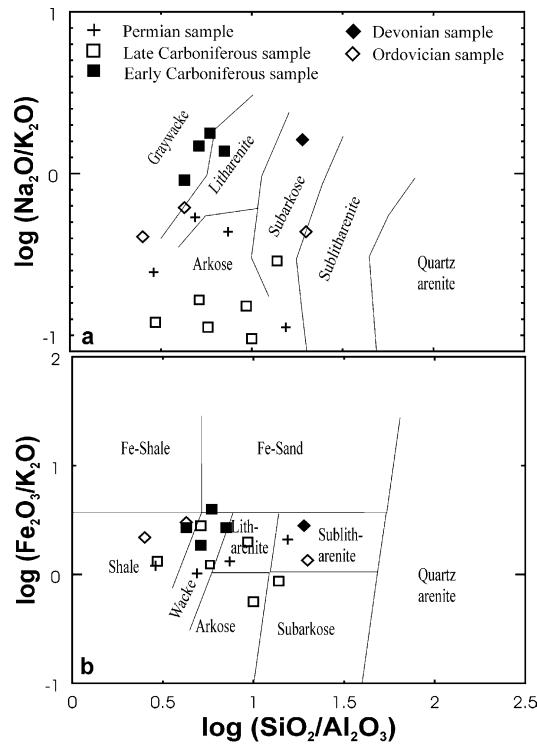 a
Permian sample
Late Carboniferous sample
Early Carboniferous sample
Devonian sample
Ordovician sample
log (Na2O/K2O)
0
-1
Graywacke
Litharenite
Subarkose
Sublitharenite
Arkose
Quartz
arenite
b
log (Fe2O3/K2O)
2
1
0
-1
Fe-Shale
Fe-Sand
Shale
Wacke
Lith-
arenite
Sublith-
arenite
Arkose
Subarkose
Quartz
arenite
0 0.5 1 1.5 2 2.5
log (SiO2/Al2O3)